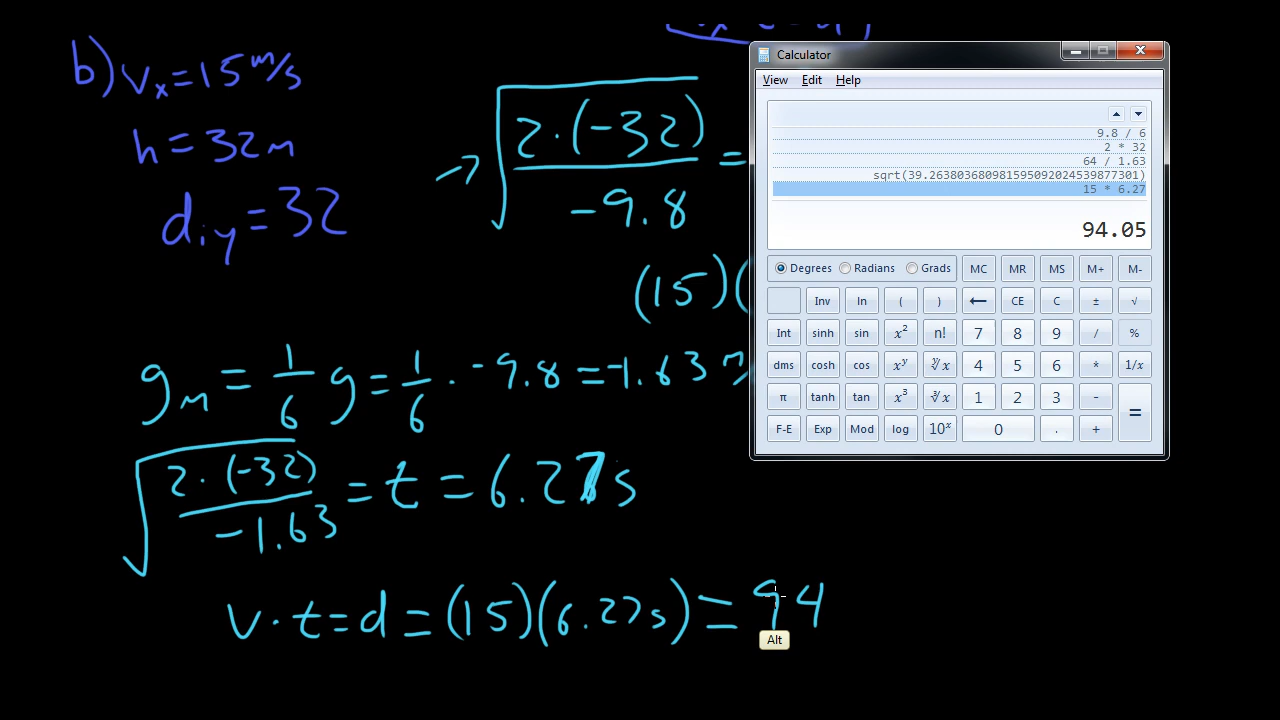 b) vₓ = 15 m/s
h = 32 m
dᵢᵧ = 32
→ √(2·(-32) / -9.8) =
(15)(
gₘ = 1/6 g = 1/6 · -9.8 = -1.63 m/
√(2·(-32) / -1.63) = t = 6.27s
v·t = d = (15)(6.27s) = 94
Alt
Calculator
View Edit Help
9.8 / 6
2 * 32
64 / 1.63
sqrt(39.263803680981595092024539877301)
15 * 6.27
94.05
Degrees Radians Grads MC MR MS M+ M-
Inv ln ( ) ← CE C ± √
Int sinh sin x² n! 7 8 9 / %
dms cosh cos xʸ ʸ√x 4 5 6 * 1/x
π tanh tan x³ ³√x 1 2 3 - =
F-E Exp Mod log 10ˣ 0 . +